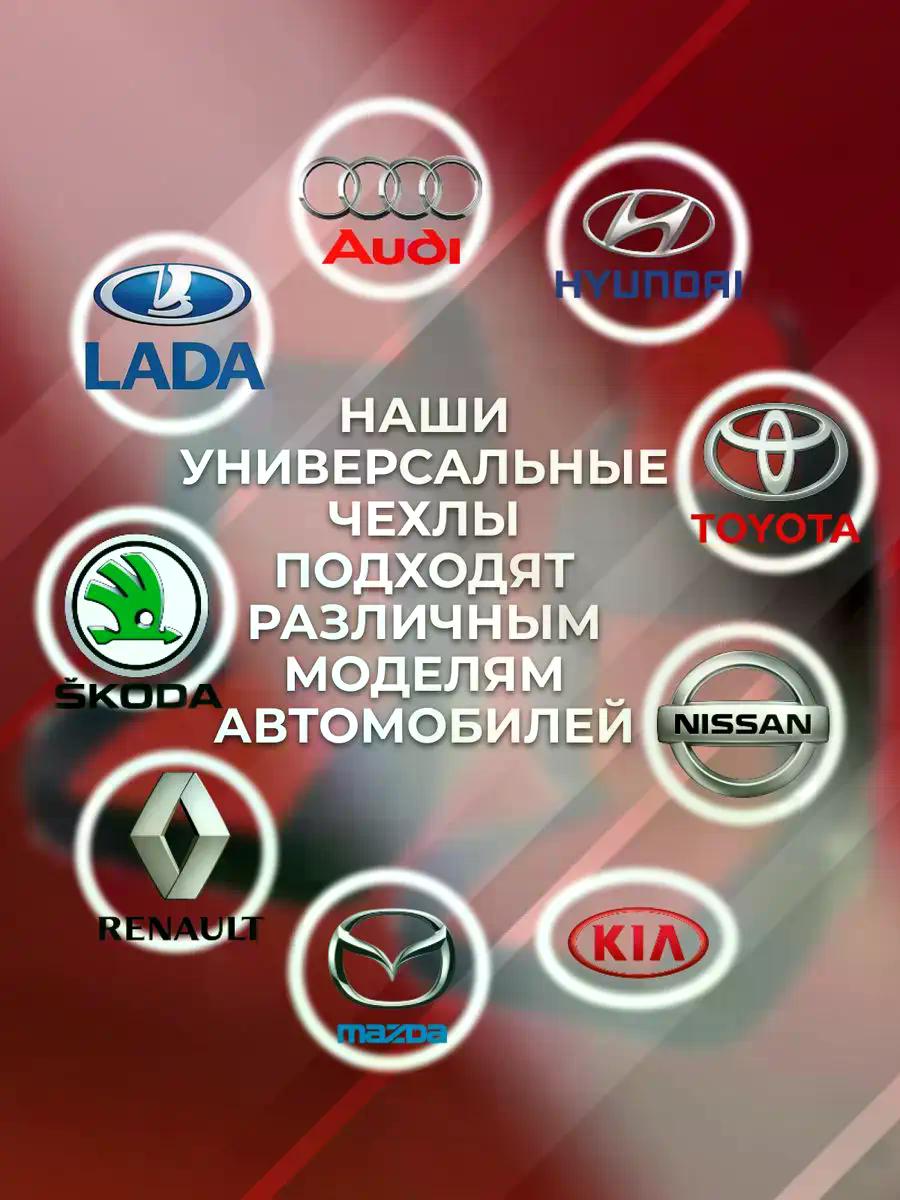 Audi
HYUNDAI
LADA
НАШИ
УНИВЕРСАЛЬНЫЕ
ЧЕХЛЫ
ПОДХОДЯТ
РАЗЛИЧНЫМ
МОДЕЛЯМ
АВТОМОБИЛЕЙ
TOYOTA
ŠKODA
NISSAN
RENAULT
KIA
mazda